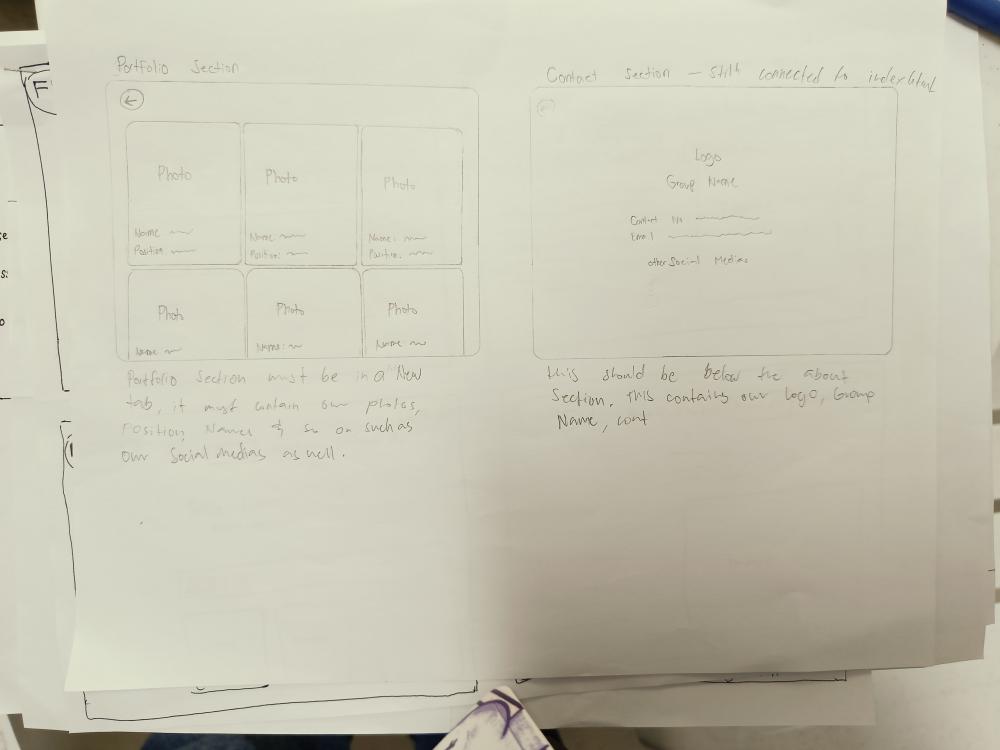 Portfolio Section
Photo
Name
Position
Photo
Name
Position:
Photo
Name:
Position:
Photo
Name
Photo
Name:
Photo
Name
Portfolio Section must be in a New
tab, it must contain our photos,
Position, Names & so on such as
our Social medias as well.
Contact Section - Still connected to index.html
Logo
Group Name
Contact No
Email
other Social Medias
this should be below the about
Section. This contains our Logo, Group
Name, cont
F